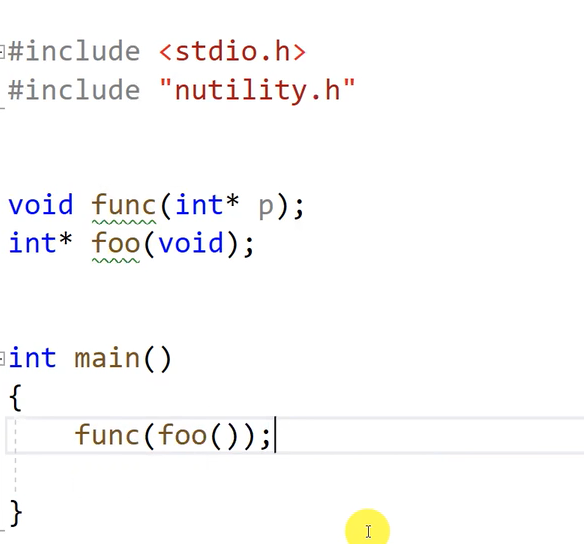 #include <stdio.h>
#include "nutility.h"
void func(int* p);
int* foo(void);
int main()
{
    func(foo());
}